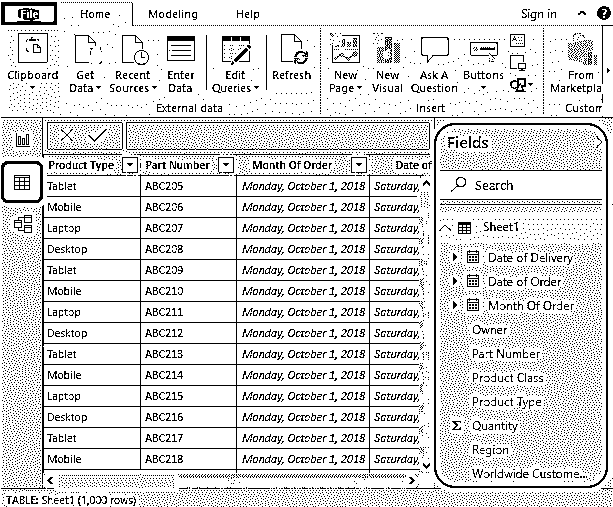 File Home Modeling Help Sign in
Clipboard Get Data Recent Sources Enter Data Edit Queries Refresh New Page New Visual Ask A Question Buttons From Marketpla
External data Insert Custom
Fields
Product Type Part Number Month Of Order Date of
Search
Tablet ABC205 Monday, October 1, 2018 Saturday,
Mobile ABC206 Monday, October 1, 2018 Saturday,
Laptop ABC207 Monday, October 1, 2018 Saturday,
Desktop ABC208 Monday, October 1, 2018 Saturday,
Tablet ABC209 Monday, October 1, 2018 Saturday,
Mobile ABC210 Monday, October 1, 2018 Saturday,
Laptop ABC211 Monday, October 1, 2018 Saturday,
Desktop ABC212 Monday, October 1, 2018 Saturday,
Tablet ABC213 Monday, October 1, 2018 Saturday,
Mobile ABC214 Monday, October 1, 2018 Saturday,
Laptop ABC215 Monday, October 1, 2018 Saturday,
Desktop ABC216 Monday, October 1, 2018 Saturday,
Tablet ABC217 Monday, October 1, 2018 Saturday,
Mobile ABC218 Monday, October 1, 2018 Saturday,
Sheet1
Date of Delivery
Date of Order
Month Of Order
Owner
Part Number
Product Class
Product Type
Σ Quantity
Region
Worldwide Custome...
TABLE: Sheet1 (1,000 rows)